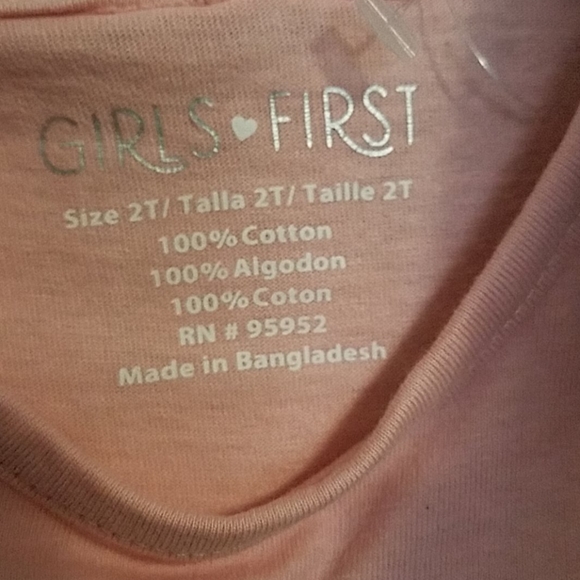 GIRLS FIRST
Size 2T/ Talla 2T/ Taille 2T
100% Cotton
100% Algodon
100% Coton
RN # 95952
Made in Bangladesh